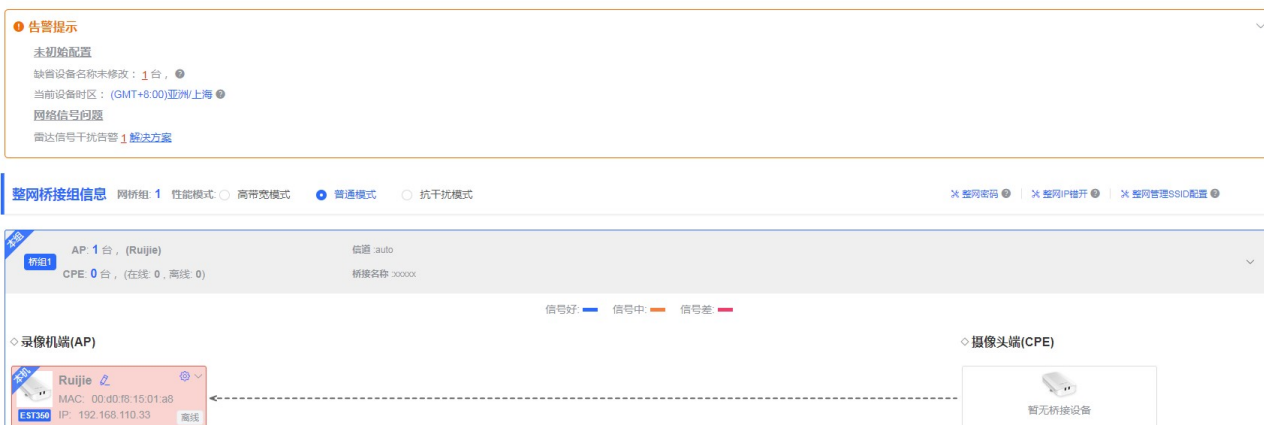 告警提示
未初始配置
缺省设备名称未修改： 1 台，
当前设备时区： (GMT+8:00)亚洲/上海
网络信号问题
雷达信号干扰告警 1 解决方案
整网桥接组信息 网桥组: 1 性能模式: 高带宽模式 普通模式 抗干扰模式 整网密码 整网IP错开 整网管理SSID配置
本组
桥组1
AP: 1 台， (Ruijie) 信道 :auto
CPE: 0 台， (在线: 0 , 离线: 0) 桥接名称 :xxxxx
信号好: 信号中: 信号差:
录像机端(AP) 摄像头端(CPE)
本机
Ruijie
MAC: 00:d0:f8:15:01:a8
EST350 IP: 192.168.110.33 离线
暂无桥接设备